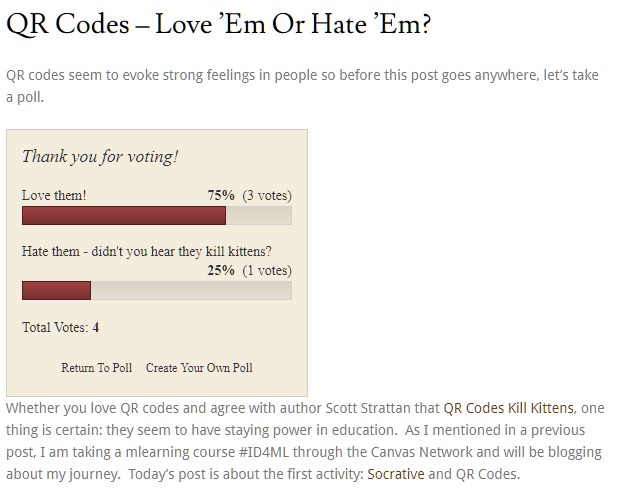 QR Codes – Love ’Em Or Hate ’Em?
QR codes seem to evoke strong feelings in people so before this post goes anywhere, let’s take
a poll.
Thank you for voting!
Love them! 75% (3 votes)
Hate them - didn't you hear they kill kittens?
25% (1 votes)
Total Votes: 4
Return To Poll Create Your Own Poll
Whether you love QR codes and agree with author Scott Strattan that QR Codes Kill Kittens, one
thing is certain: they seem to have staying power in education.  As I mentioned in a previous
post, I am taking a mlearning course #ID4ML through the Canvas Network and will be blogging
about my journey.  Today’s post is about the first activity: Socrative and QR Codes.